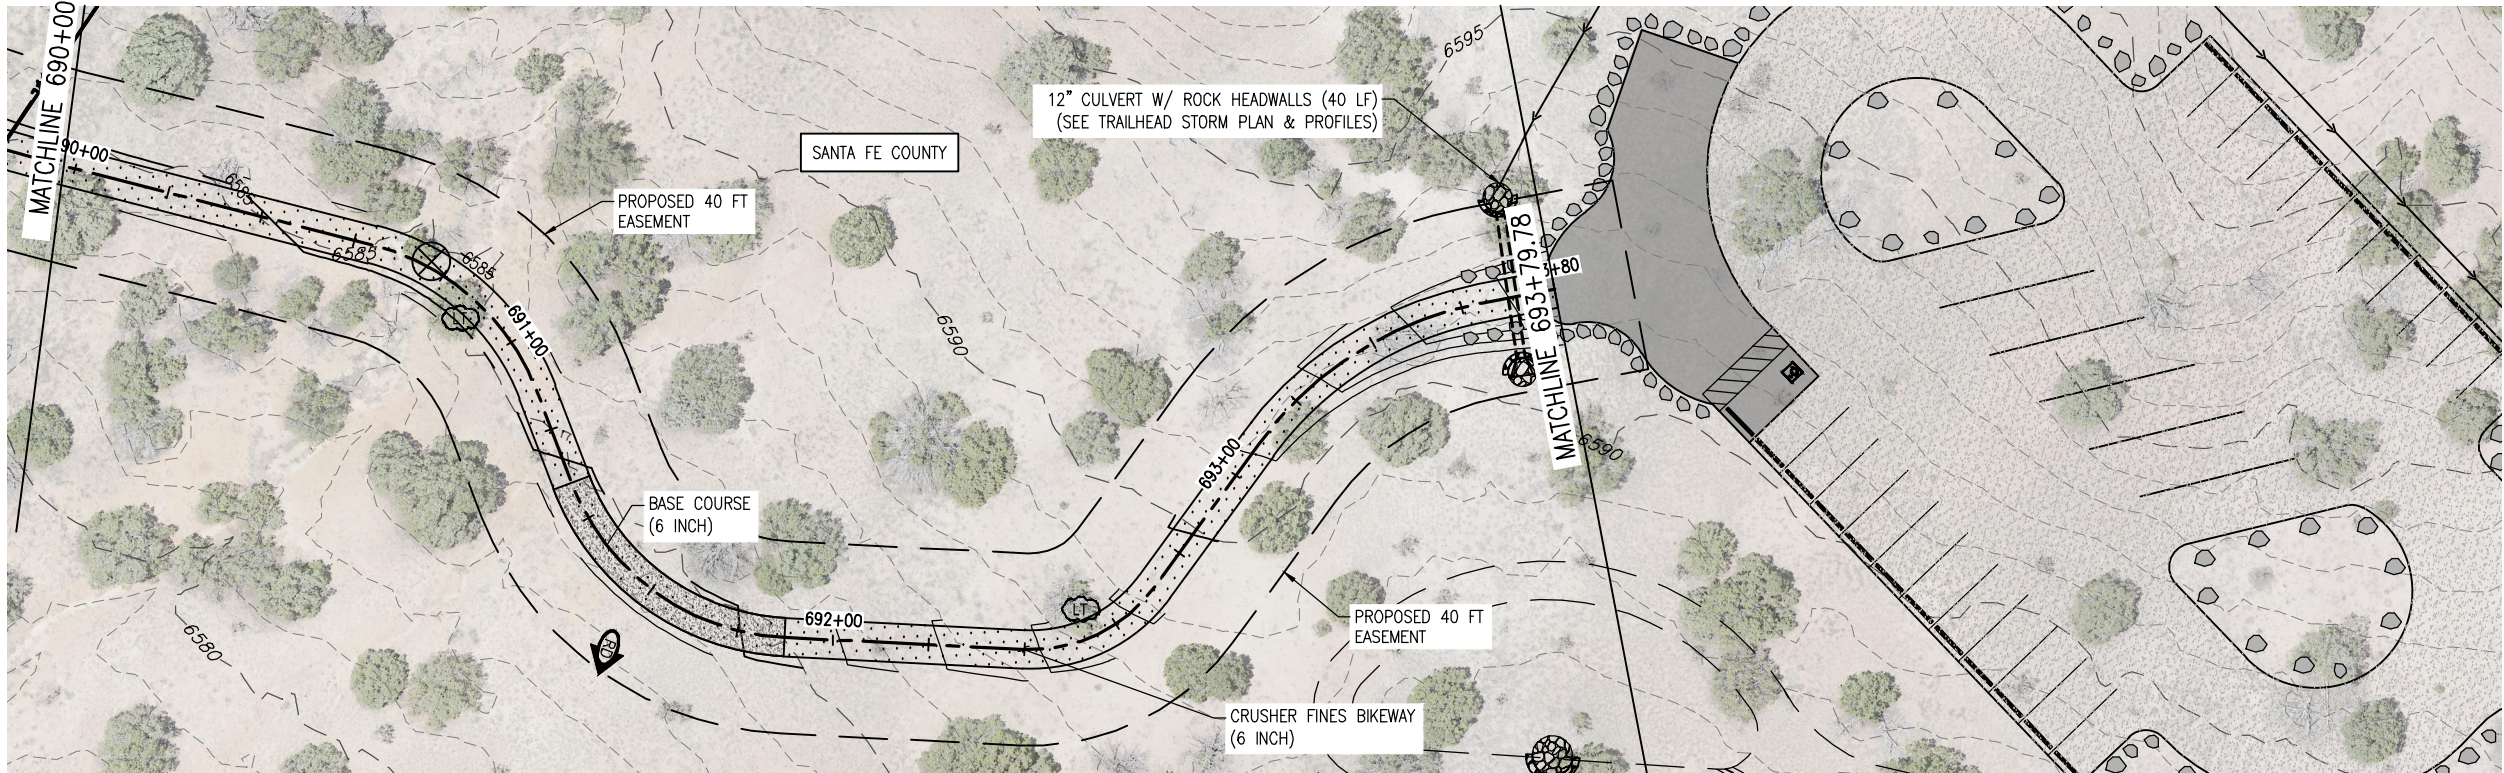 MATCHLINE 690+00
90+00
6585
6585
6585
691+00
PROPOSED 40 FT
EASEMENT
SANTA FE COUNTY
12" CULVERT W/ ROCK HEADWALLS (40 LF)
(SEE TRAILHEAD STORM PLAN & PROFILES)
6595
MATCHLINE 693+79.78
3+80
6590
6590
LT
BASE COURSE
(6 INCH)
692+00
693+00
LT
RD
6580
PROPOSED 40 FT
EASEMENT
CRUSHER FINES BIKEWAY
(6 INCH)